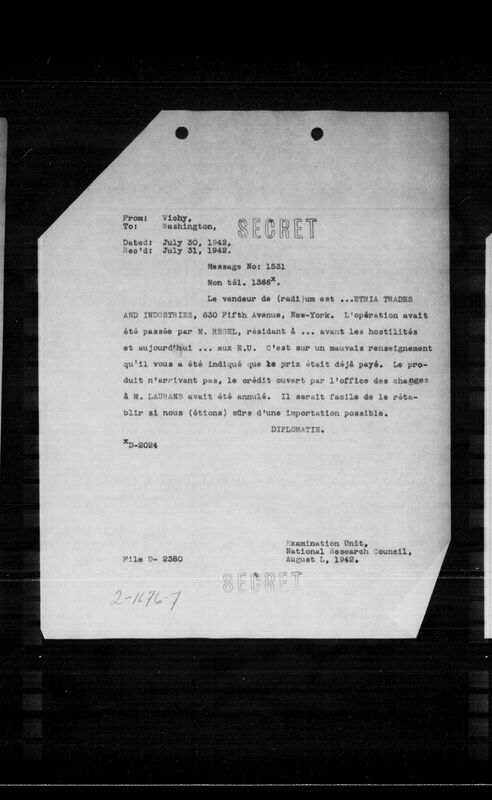 From: Vichy,
To: Washington,
SECRET
Dated: July 30, 1942,
Rec'd: July 31, 1942.
Message No: 1531
Mon tél. 1366x.
Le vendeur de (radi)um est ...ETRIA TRADES
AND INDUSTRIES, 630 Fifth Avenue, New-York. L'opération avait
été passée par M. REGEL, résidant à ... avant les hostilités
et aujourd'hui ... aux E.U. C'est sur un mauvais renseignement
qu'il vous a été indiqué que le prix était déjà payé. Le pro-
duit n'arrivant pas, le crédit ouvert par l'office des changes
à M. LAURANS avait été annulé. Il serait facile de le réta-
blir si nous (étions) sûrs d'une importation possible.
DIPLOMATIE.
xD-2024
Examination Unit,
National Research Council,
File D- 2380 August L, 1942.
SECRET
2-1676-7